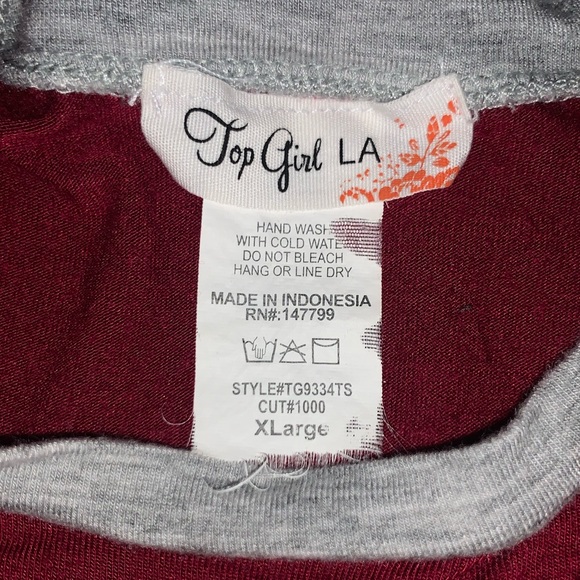 Top Girl LA
HAND WASH
WITH COLD WATER
DO NOT BLEACH
HANG OR LINE DRY
MADE IN INDONESIA
RN#:147799
STYLE#TG9334TS
CUT#1000
XLarge